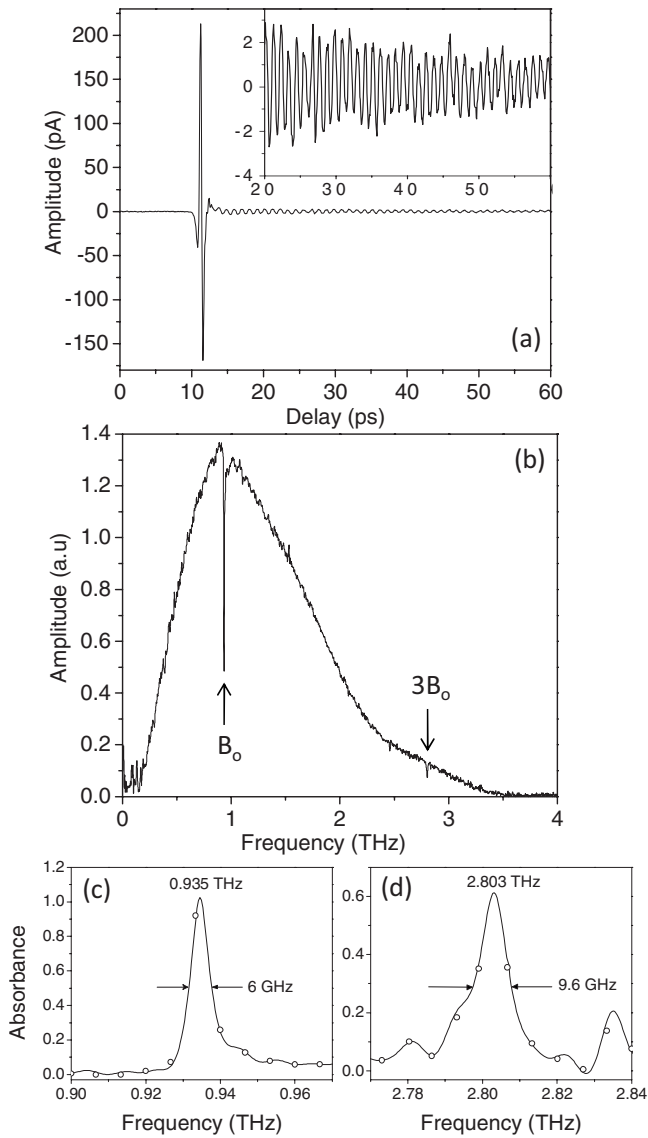 200
150
100
50
0
-50
-100
-150
Amplitude (pA)
0 10 20 30 40 50 60
Delay (ps)
(a)
2
0
-2
-4
20 30 40 50
1.4
1.2
1.0
0.8
0.6
0.4
0.2
0.0
Amplitude (a.u)
(b)
Bo
3Bo
0 1 2 3 4
Frequency (THz)
Absorbance
1.2
1.0
0.8
0.6
0.4
0.2
0.0
(c)
0.935 THz
6 GHz
0.90 0.92 0.94 0.96
Frequency (THz)
0.6
0.4
0.2
0.0
(d)
2.803 THz
9.6 GHz
2.78 2.80 2.82 2.84
Frequency (THz)